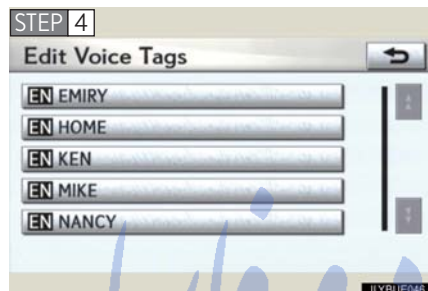 STEP 4
Edit Voice Tags
EN EMIRY
EN HOME
EN KEN
EN MIKE
EN NANCY